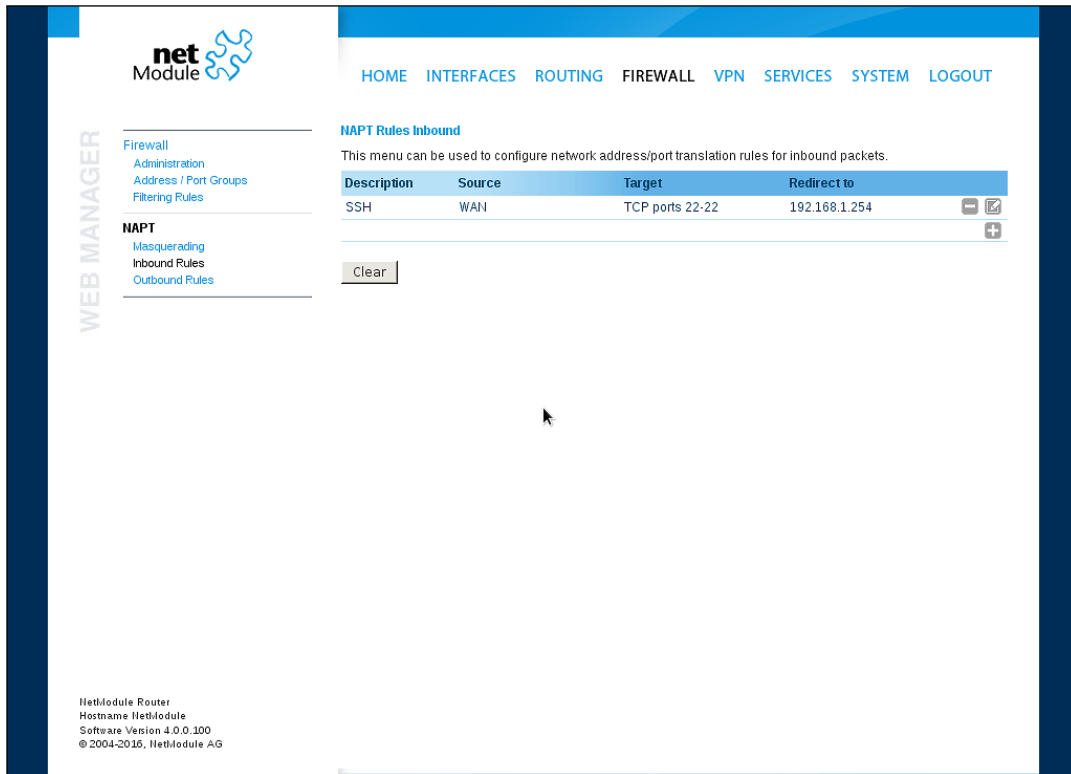 net
Module
HOME INTERFACES ROUTING FIREWALL VPN SERVICES SYSTEM LOGOUT
WEB MANAGER
Firewall
Administration
Address / Port Groups
Filtering Rules
NAPT
Masquerading
Inbound Rules
Outbound Rules
NAPT Rules Inbound
This menu can be used to configure network address/port translation rules for inbound packets.
Description Source Target Redirect to
SSH WAN TCP ports 22-22 192.168.1.254
Clear
NetModule Router
Hostname NetModule
Software Version 4.0.0.100
© 2004-2016, NetModule AG